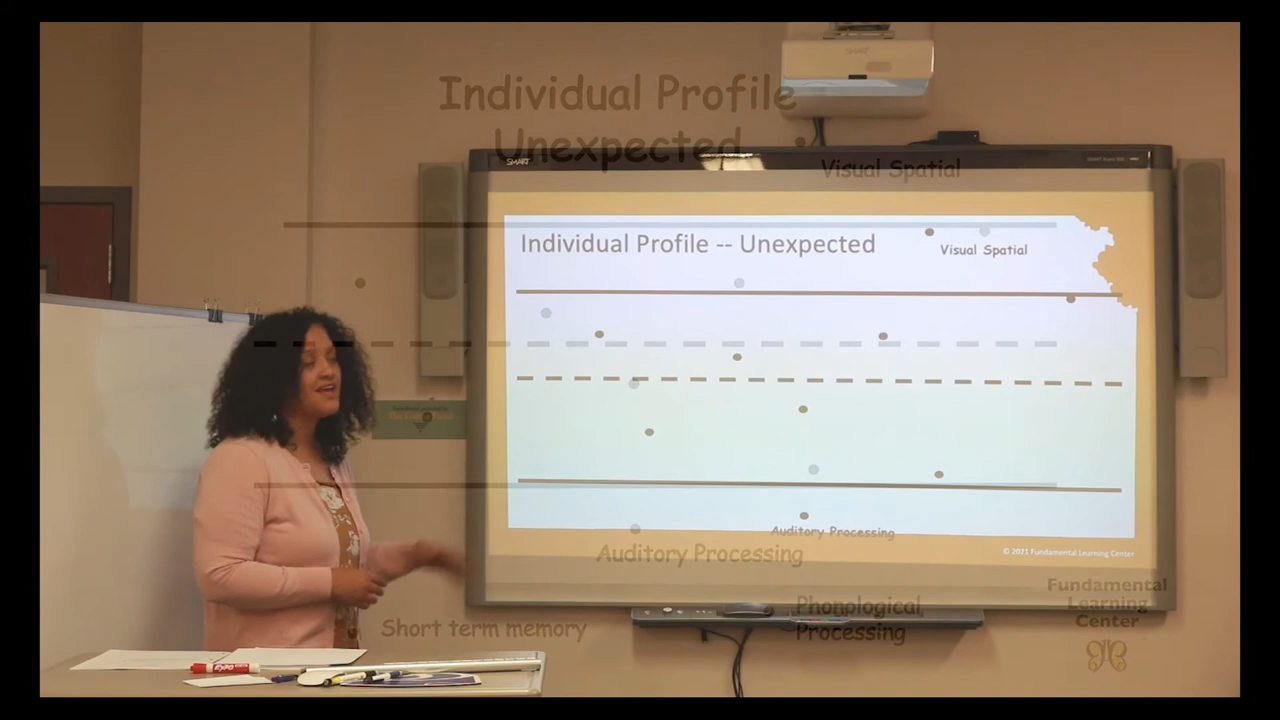 SMART
Individual Profile
Unexpected
Visual Spatial
SMART
Individual Profile -- Unexpected
Visual Spatial
Auditory Processing
Auditory Processing
© 2021 Fundamental Learning Center
Phonological
Processing
Short term memory
Fundamental
Learning
Center
EXPO